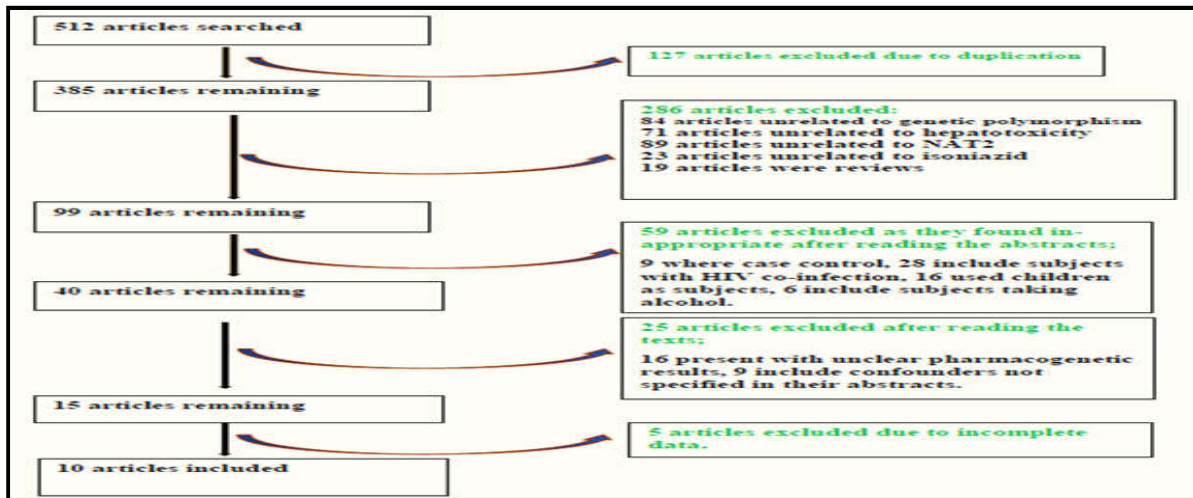 512 articles searched
127 articles excluded due to duplication
385 articles remaining
286 articles excluded:
84 articles unrelated to genetic polymorphism
71 articles unrelated to hepatotoxicity
89 articles unrelated to NAT2
23 articles unrelated to isoniazid
19 articles were reviews
99 articles remaining
59 articles excluded as they found in-
appropriate after reading the abstracts;
9 where case control, 28 include subjects
with HIV co-infection, 16 used children
as subjects, 6 include subjects taking
alcohol.
40 articles remaining
25 articles excluded after reading the
texts;
16 present with unclear pharmacogenetic
results, 9 include confounders not
specified in their abstracts.
15 articles remaining
5 articles excluded due to incomplete
data.
10 articles included